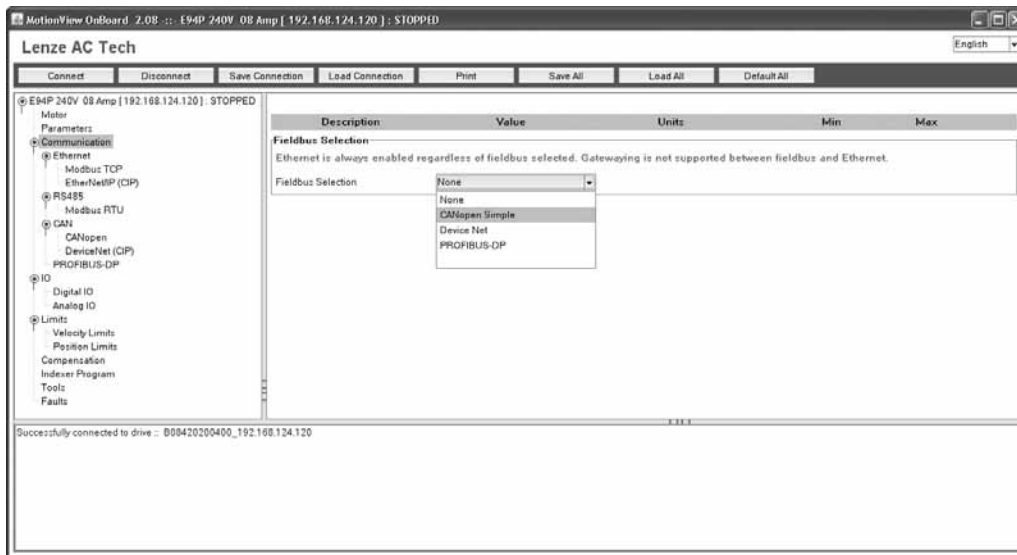 MotionView OnBoard 2.08 -::- E94P 240V 08 Amp [ 192.168.124.120 ] : STOPPED
Lenze AC Tech
English
Connect Disconnect Save Connection Load Connection Print Save All Load All Default All
E94P 240V 08 Amp [ 192.168.124.120 ] : STOPPED
Motor
Parameters
Communication
Ethernet
Modbus TCP
EtherNet/IP (CIP)
RS485
Modbus RTU
CAN
CANopen
DeviceNet (CIP)
PROFIBUS-DP
IO
Digital IO
Analog IO
Limits
Velocity Limits
Position Limits
Compensation
Indexer Program
Tools
Faults
Description Value Units Min Max
Fieldbus Selection
Ethernet is always enabled regardless of fieldbus selected. Gatewaying is not supported between fieldbus and Ethernet.
Fieldbus Selection None
None
CANopen Simple
Device Net
PROFIBUS-DP
Successfully connected to drive :: B08420200400_192.168.124.120